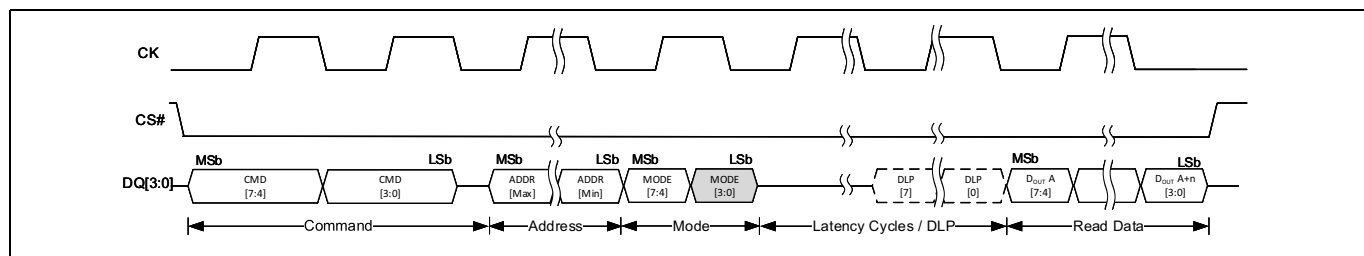 CK
CS#
MSb LSb MSb LSb MSb LSb MSb LSb
DQ[3:0] CMD [7:4] CMD [3:0] ADDR [Max] ADDR [Min] MODE [7:4] MODE [3:0] DLP [7] DLP [0] DOUT A [7:4] DOUT A+n [3:0]
Command Address Mode Latency Cycles / DLP Read Data